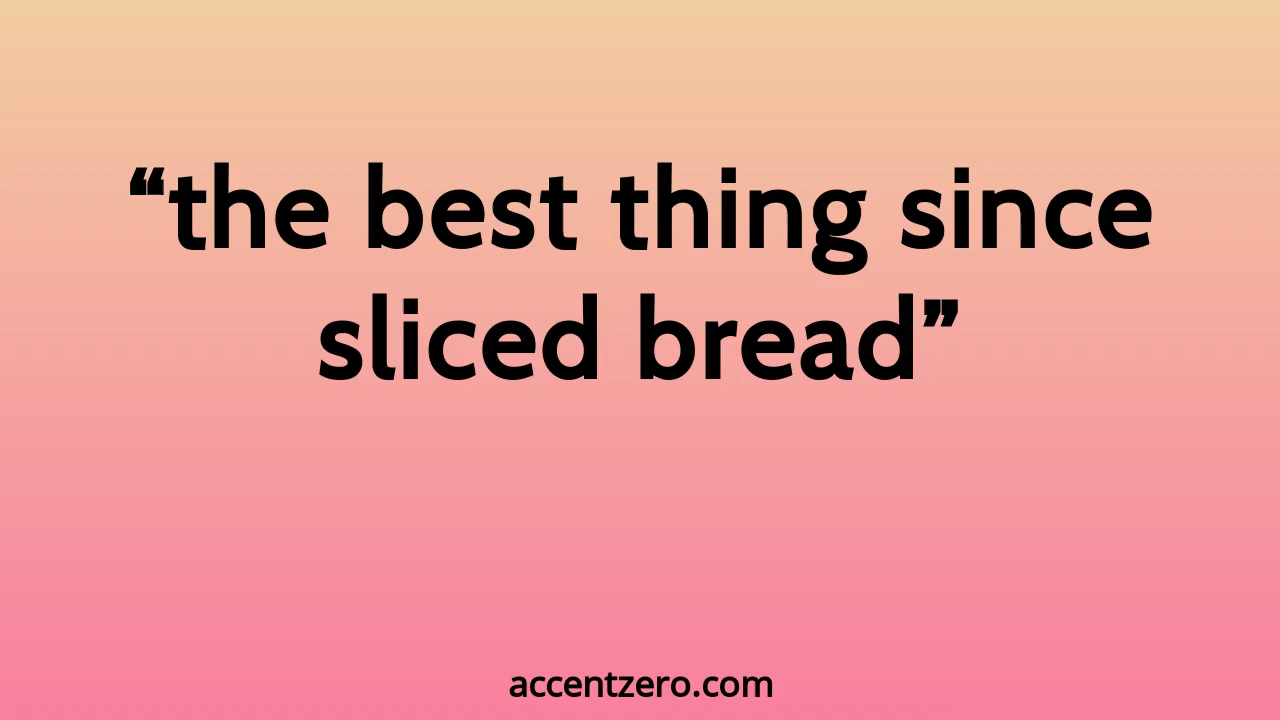 “the best thing since
sliced bread”
accentzero.com